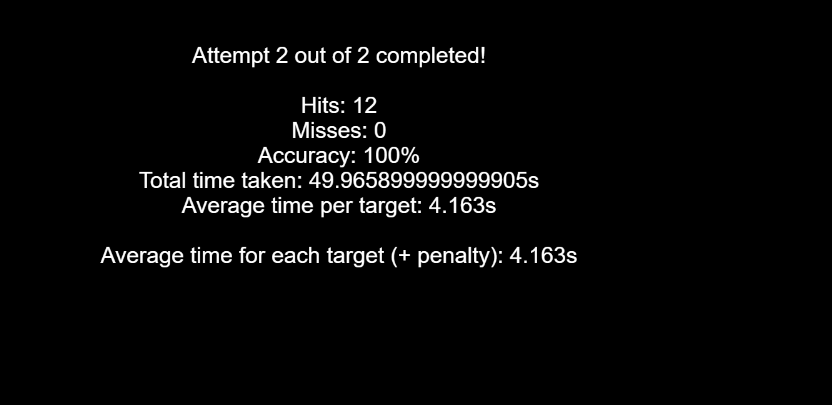 Attempt 2 out of 2 completed!
Hits: 12
Misses: 0
Accuracy: 100%
Total time taken: 49.965899999999905s
Average time per target: 4.163s
Average time for each target (+ penalty): 4.163s